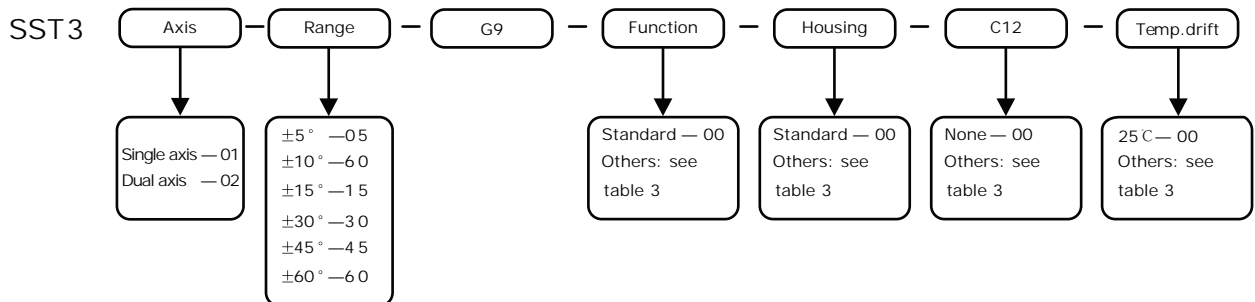 SST3 Axis — Range — G9 — Function — Housing — C12 — Temp.drift
Single axis — 01
Dual axis — 02
±5° —05
±10°—60
±15°—15
±30°—30
±45°—45
±60°—60
Standard — 00
Others: see
table 3
Standard — 00
Others: see
table 3
None — 00
Others: see
table 3
25℃— 00
Others: see
table 3